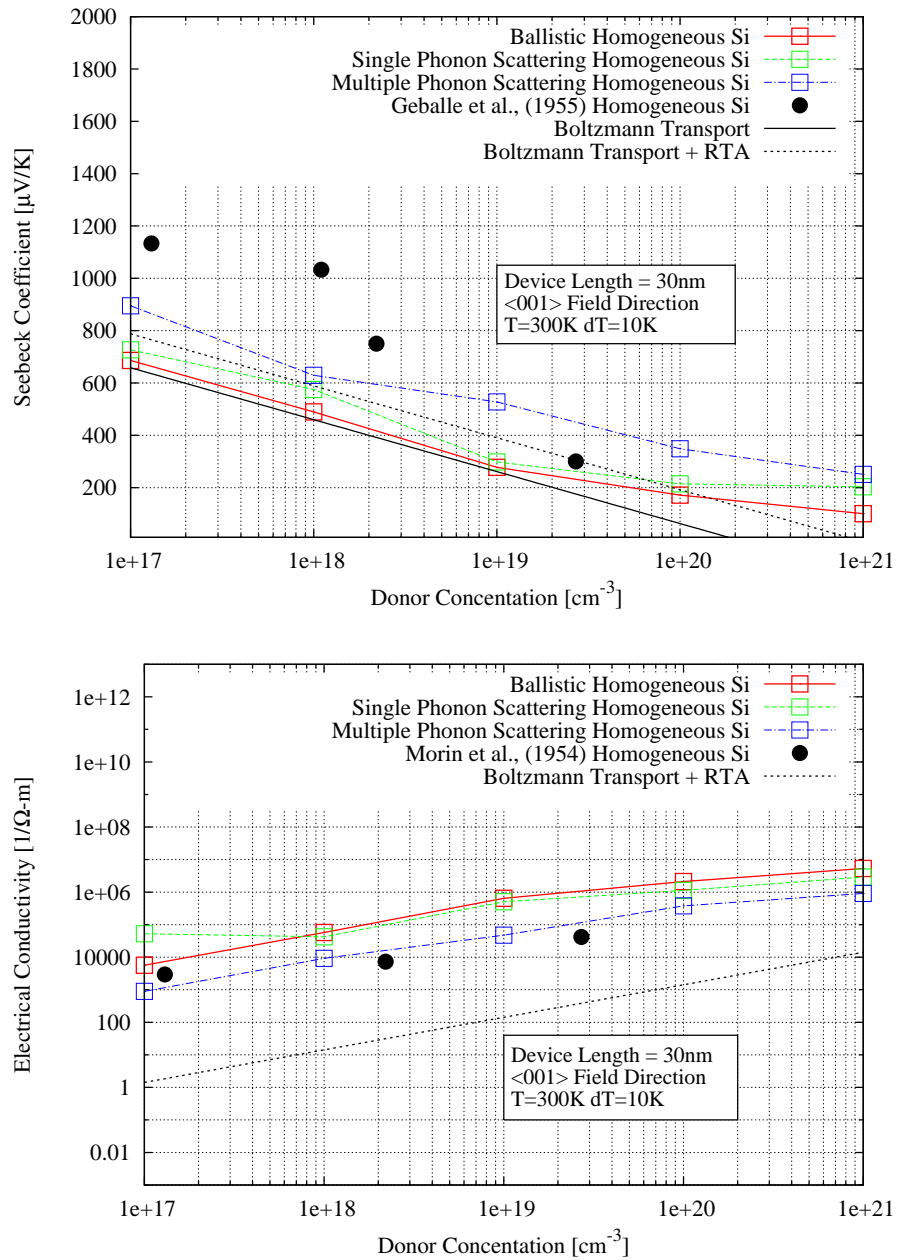 2000
1800
1600
1400
1200
1000
800
600
400
200
Seebeck Coefficient [μV/K]
Ballistic Homogeneous Si
Single Phonon Scattering Homogeneous Si
Multiple Phonon Scattering Homogeneous Si
Geballe et al., (1955) Homogeneous Si
Boltzmann Transport
Boltzmann Transport + RTA
Device Length = 30nm
<001> Field Direction
T=300K dT=10K
1e+17 1e+18 1e+19 1e+20 1e+21
Donor Concentation [cm-3]
1e+12
1e+10
1e+08
1e+06
10000
100
1
0.01
Electrical Conductivity [1/Ω-m]
Ballistic Homogeneous Si
Single Phonon Scattering Homogeneous Si
Multiple Phonon Scattering Homogeneous Si
Morin et al., (1954) Homogeneous Si
Boltzmann Transport + RTA
Device Length = 30nm
<001> Field Direction
T=300K dT=10K
1e+17 1e+18 1e+19 1e+20 1e+21
Donor Concentation [cm-3]